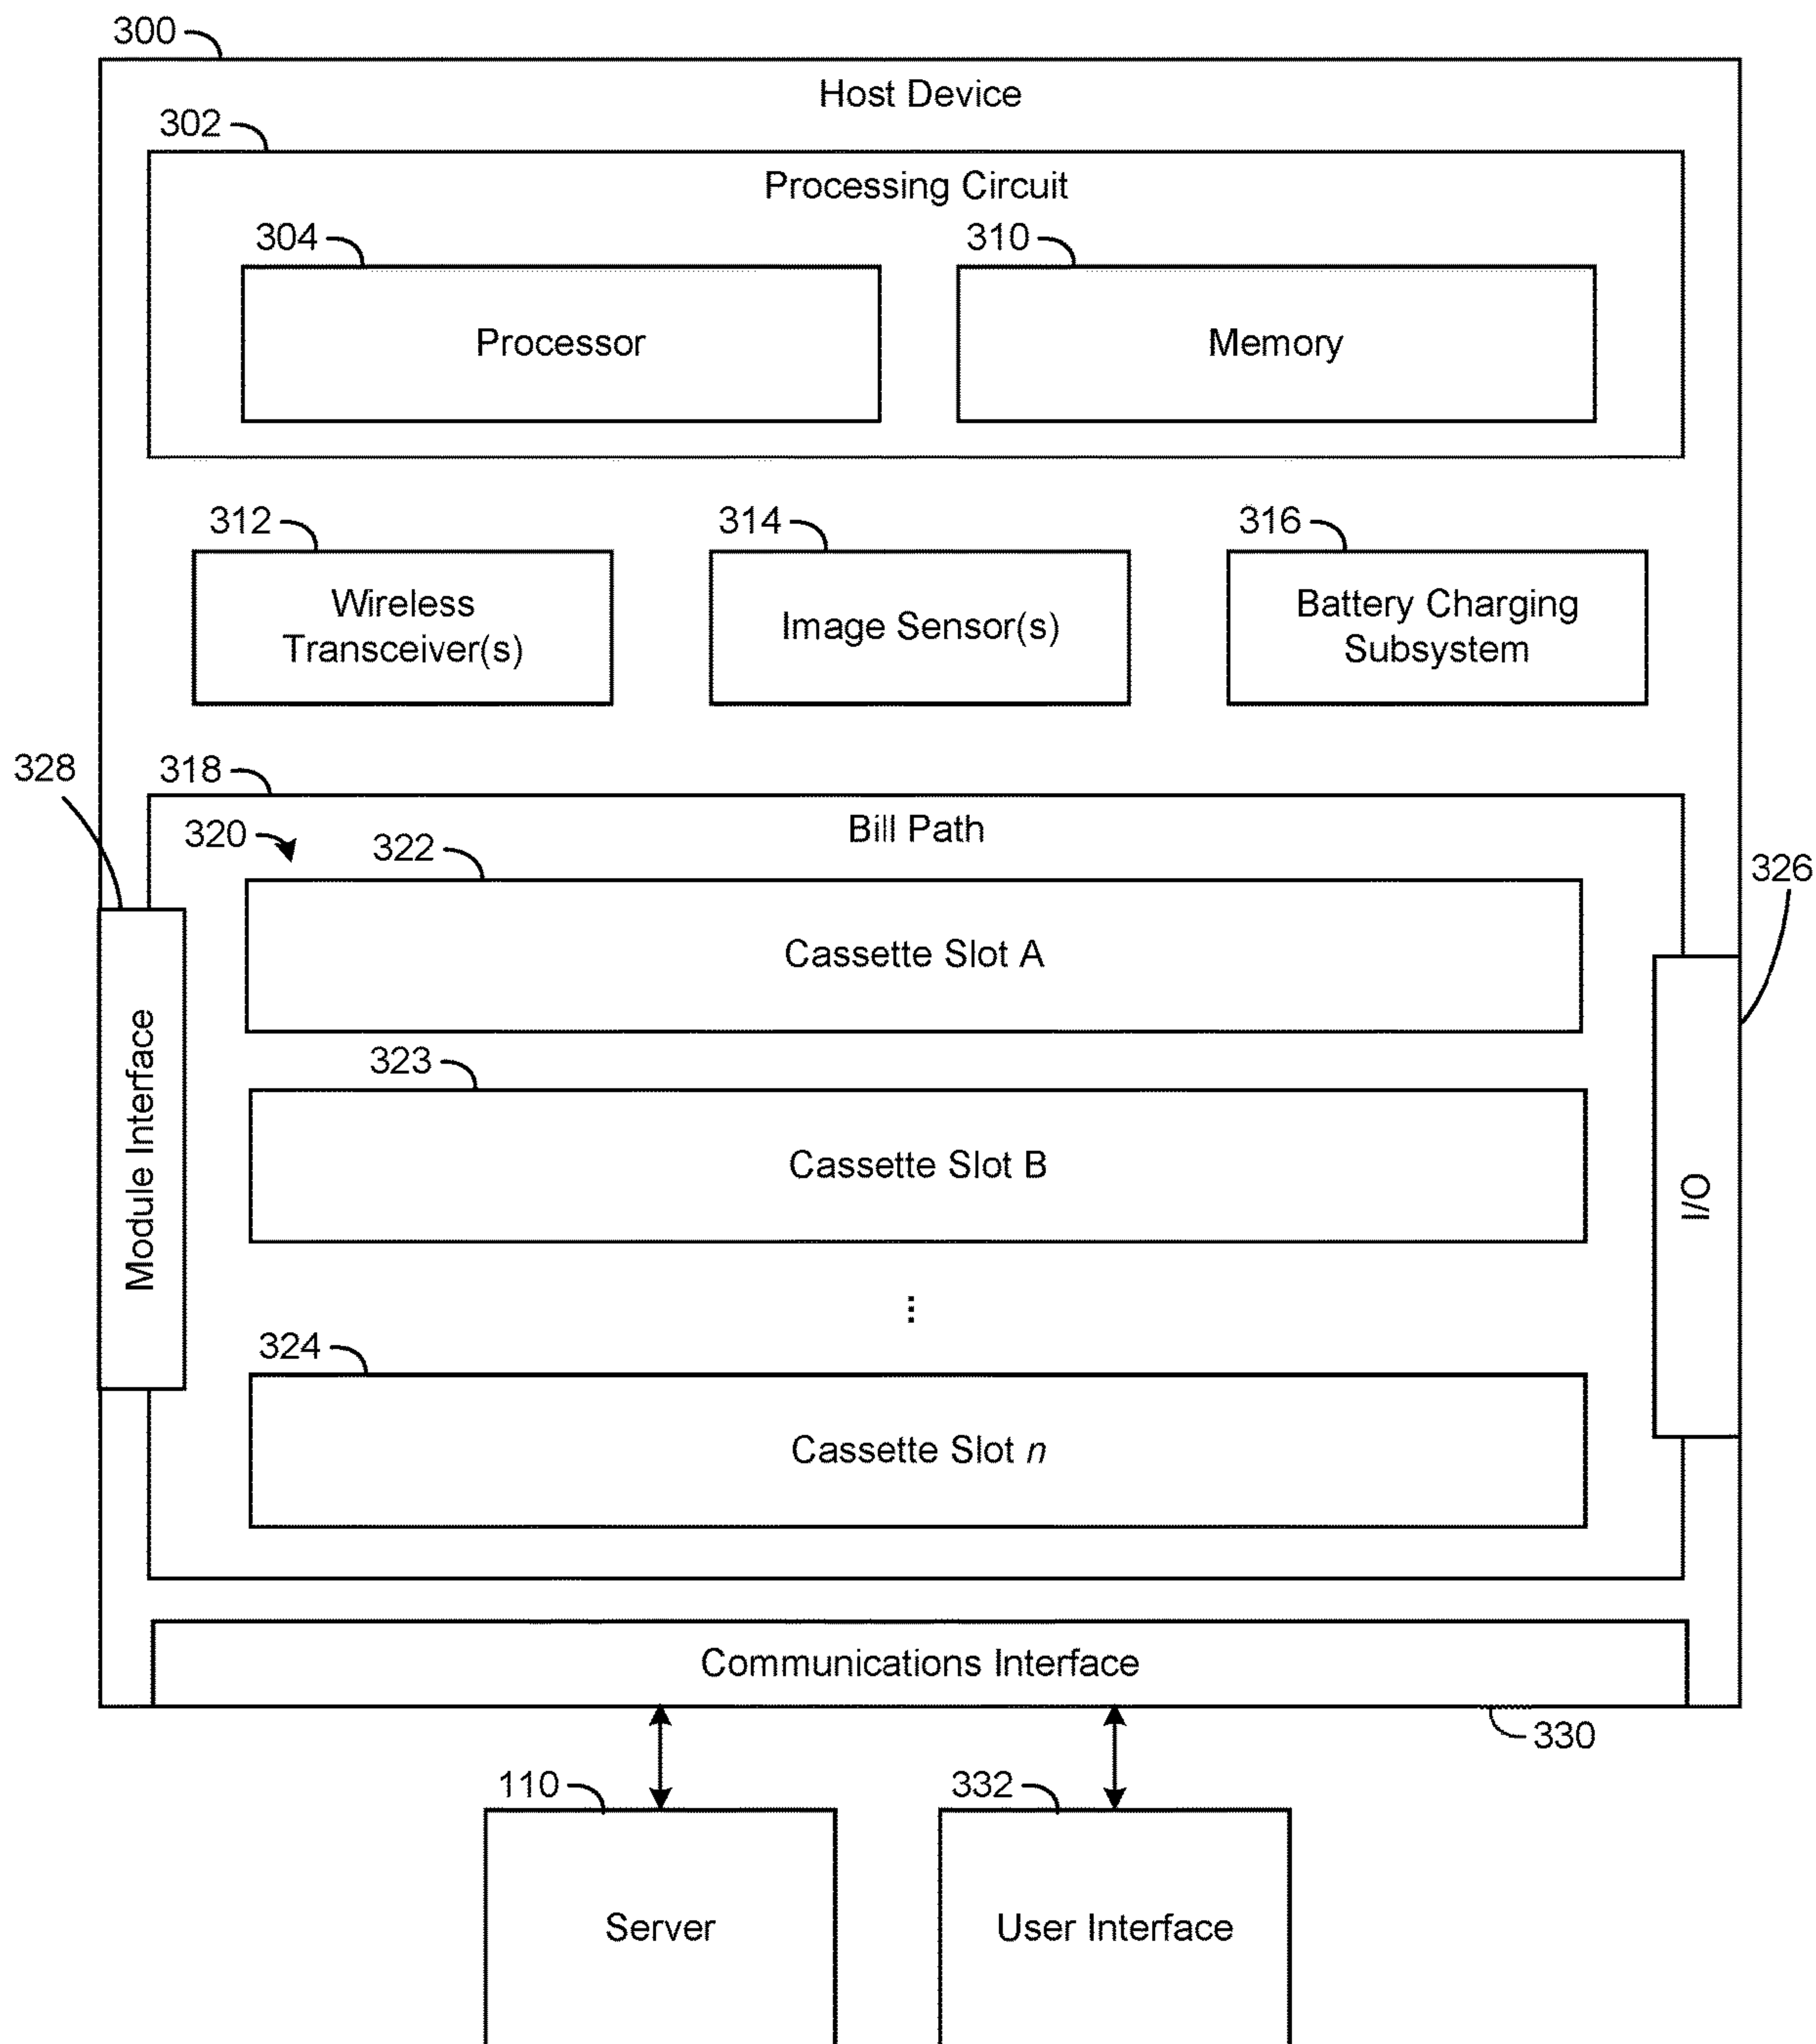 300
Host Device
302
Processing Circuit
304
310
Processor
Memory
312
314
316
Wireless
Transceiver(s)
Image Sensor(s)
Battery Charging
Subsystem
328
318
Bill Path
320
322
326
Cassette Slot A
Module Interface
323
Cassette Slot B
I/O
...
324
Cassette Slot n
Communications Interface
330
110
332
Server
User Interface